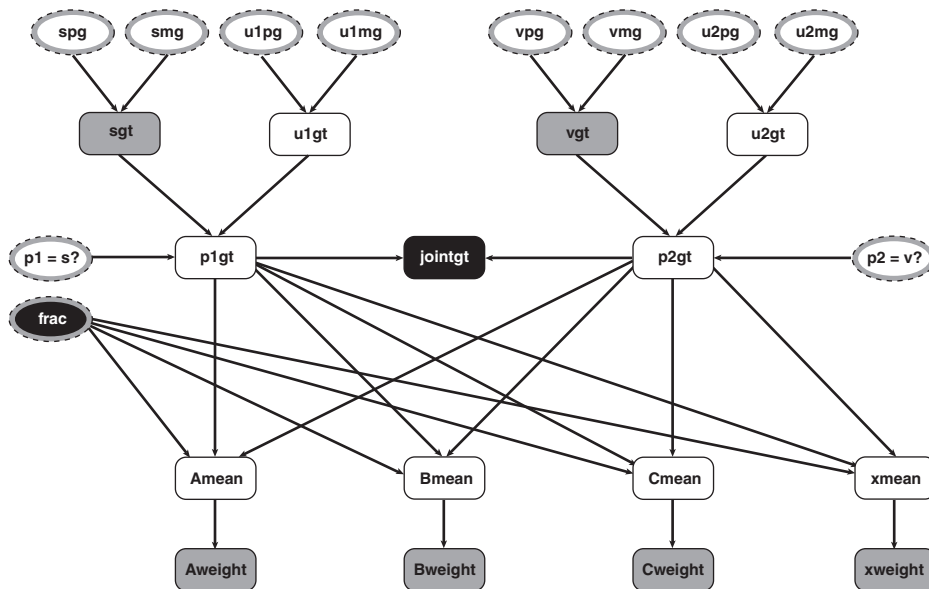 spg smg u1pg u1mg vpg vmg u2pg u2mg
sgt u1gt vgt u2gt
p1 = s? p1gt jointgt p2gt p2 = v?
frac
Amean Bmean Cmean xmean
Aweight Bweight Cweight xweight